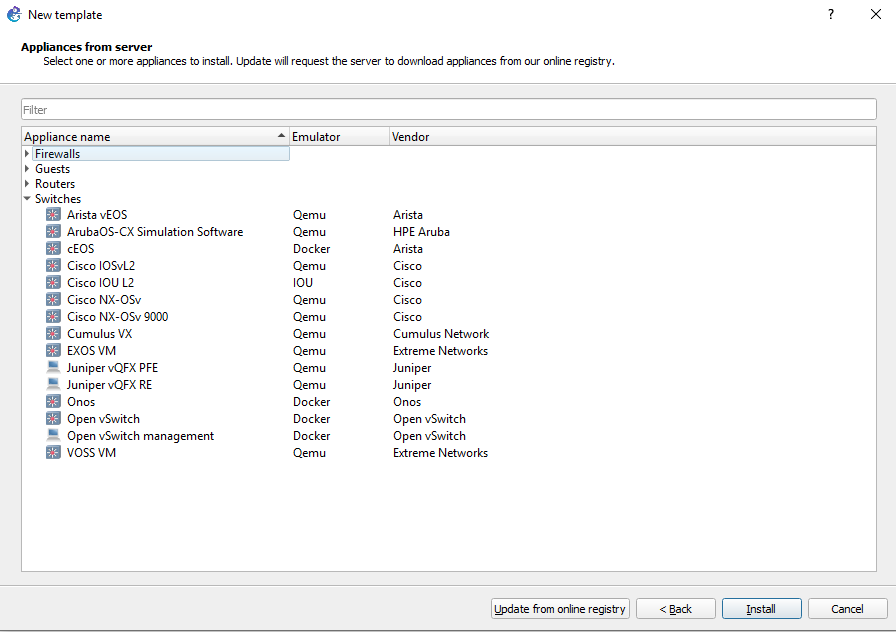 New template
?
Appliances from server
Select one or more appliances to install. Update will request the server to download appliances from our online registry.
Filter
Appliance name Emulator Vendor
Firewalls
Guests
Routers
Switches
Arista vEOS Qemu Arista
ArubaOS-CX Simulation Software Qemu HPE Aruba
cEOS Docker Arista
Cisco IOSvL2 Qemu Cisco
Cisco IOU L2 IOU Cisco
Cisco NX-OSv Qemu Cisco
Cisco NX-OSv 9000 Qemu Cisco
Cumulus VX Qemu Cumulus Network
EXOS VM Qemu Extreme Networks
Juniper vQFX PFE Qemu Juniper
Juniper vQFX RE Qemu Juniper
Onos Docker Onos
Open vSwitch Docker Open vSwitch
Open vSwitch management Docker Open vSwitch
VOSS VM Qemu Extreme Networks
Update from online registry < Back Install Cancel